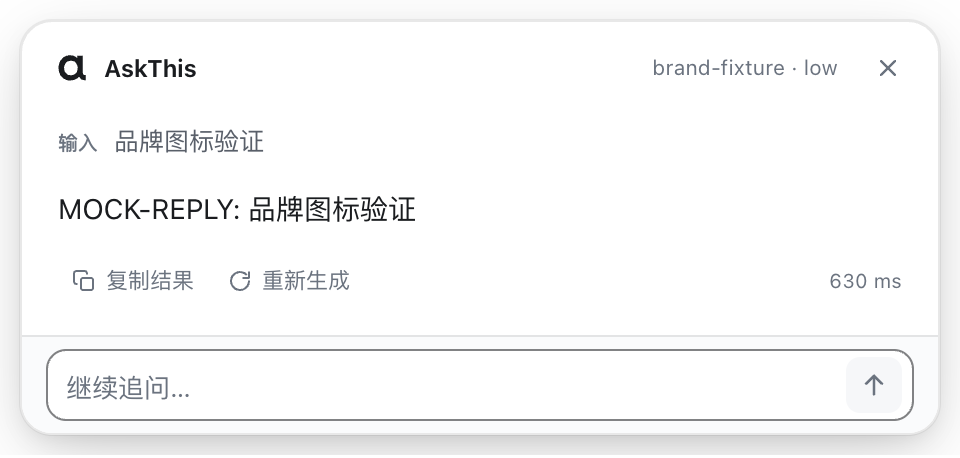 AskThis brand-fixture · low
输入 品牌图标验证
MOCK-REPLY: 品牌图标验证
复制结果 重新生成 630 ms
继续追问...